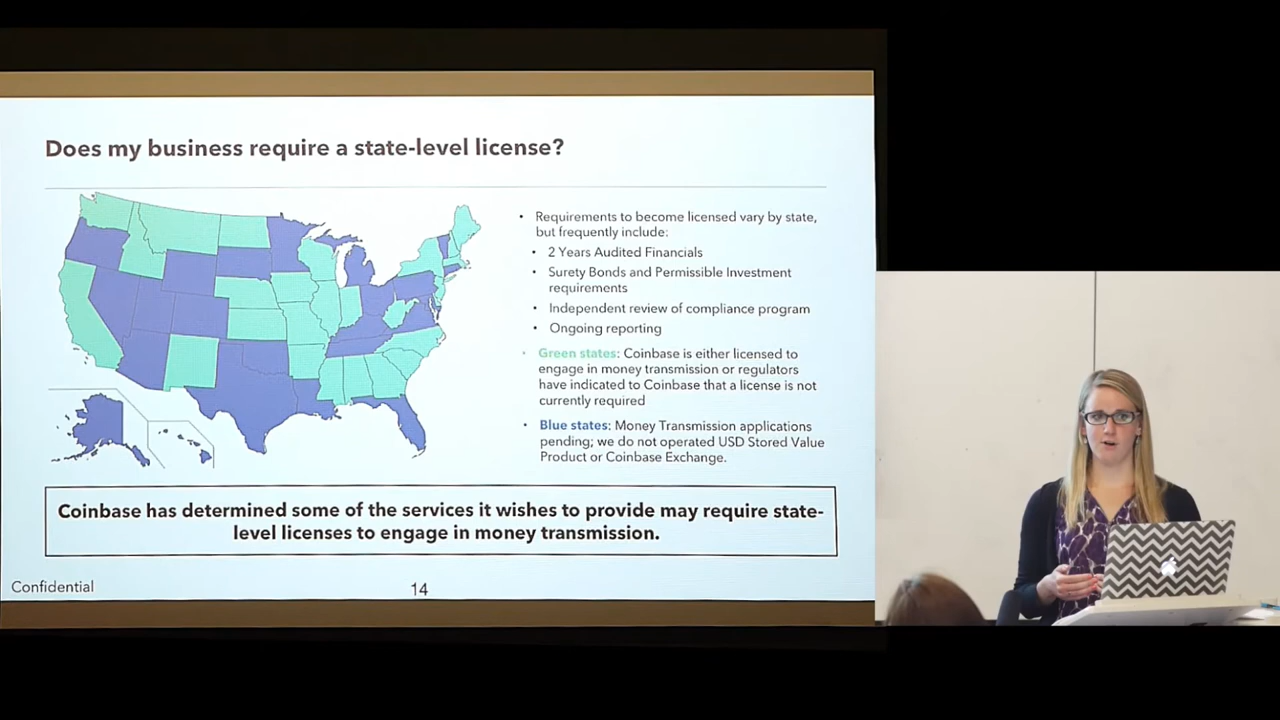 Does my business require a state-level license?
• Requirements to become licensed vary by state,
but frequently include:
• 2 Years Audited Financials
• Surety Bonds and Permissible Investment
requirements
• Independent review of compliance program
• Ongoing reporting
• Green states: Coinbase is either licensed to
engage in money transmission or regulators
have indicated to Coinbase that a license is not
currently required
• Blue states: Money Transmission applications
pending; we do not operated USD Stored Value
Product or Coinbase Exchange.
Coinbase has determined some of the services it wishes to provide may require state-
level licenses to engage in money transmission.
Confidential
14